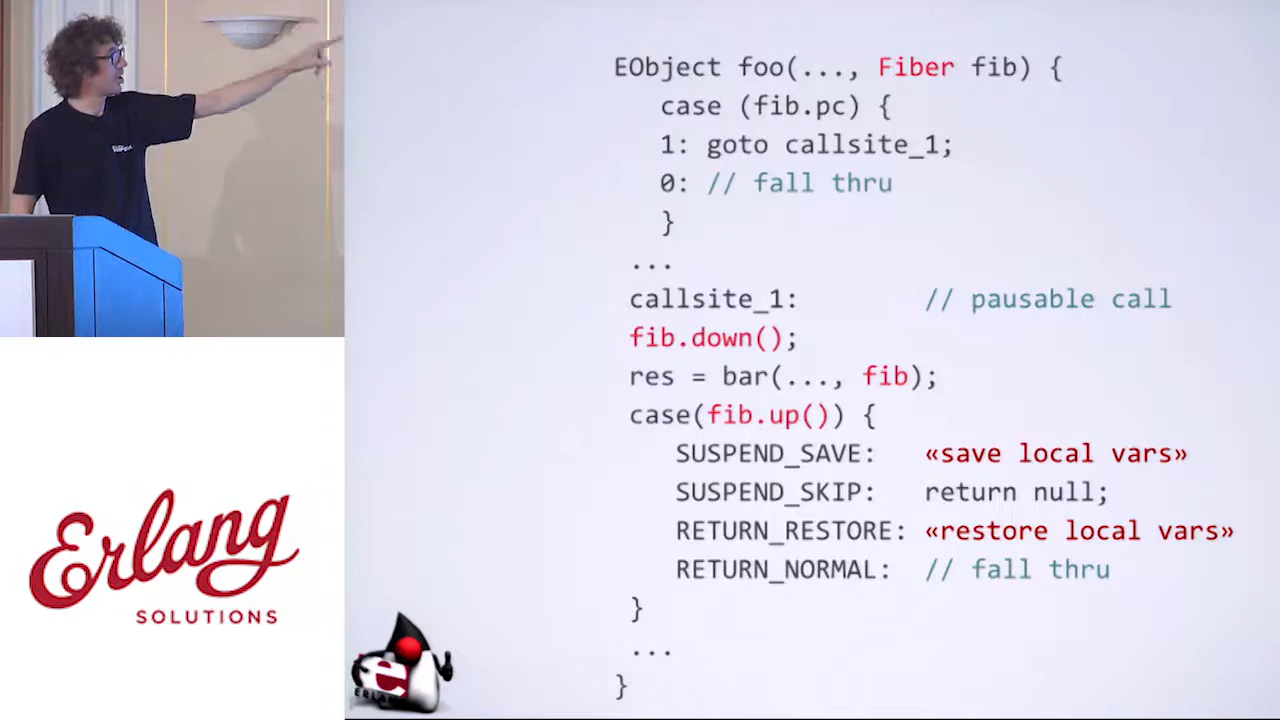 EObject foo(..., Fiber fib) {
case (fib.pc) {
1: goto callsite_1;
0: // fall thru
}
...
callsite_1: // pausable call
fib.down();
res = bar(..., fib);
case(fib.up()) {
SUSPEND_SAVE: «save local vars»
SUSPEND_SKIP: return null;
RETURN_RESTORE: «restore local vars»
RETURN_NORMAL: // fall thru
}
...
}
Erlang
SOLUTIONS
e